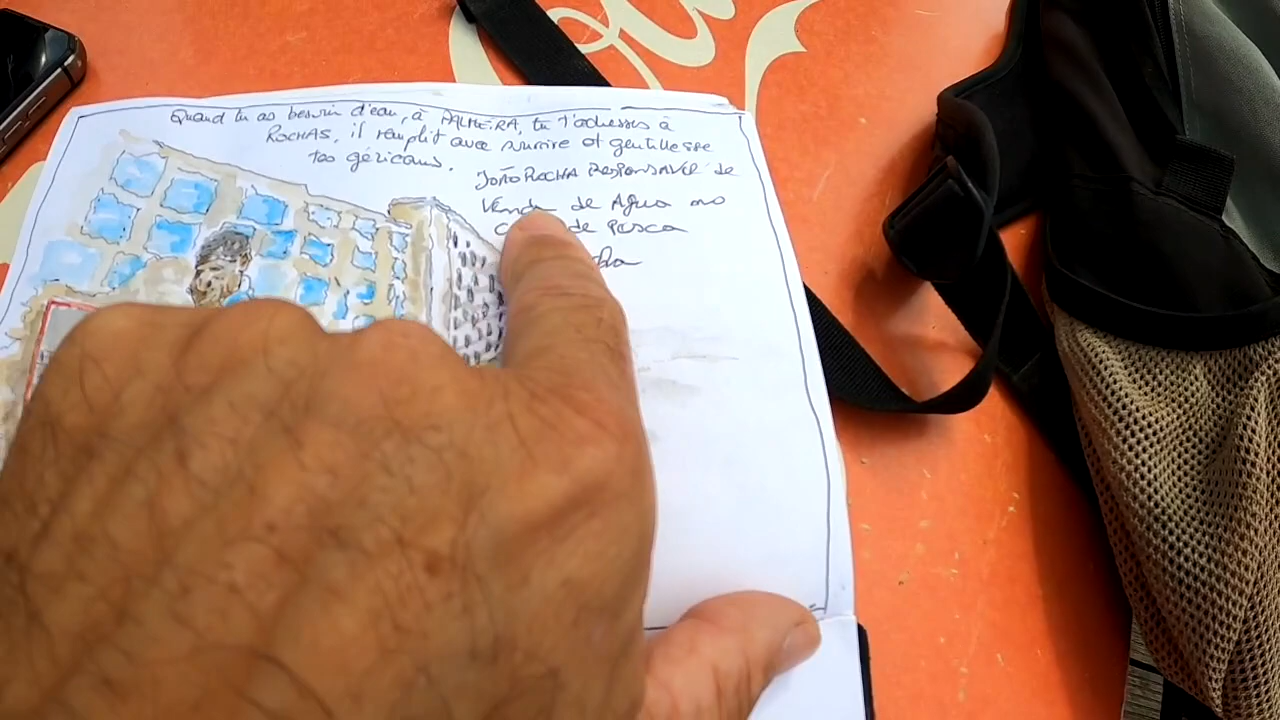 Quand tu as besoin d'eau, à PALMEIRA, tu t'adresses à
ROCHAS, il remplit avec sourire et gentillesse
tes géricans.
JOÃO ROCHA RESPONSAVEL de
Venda de Agua no
de Pesca